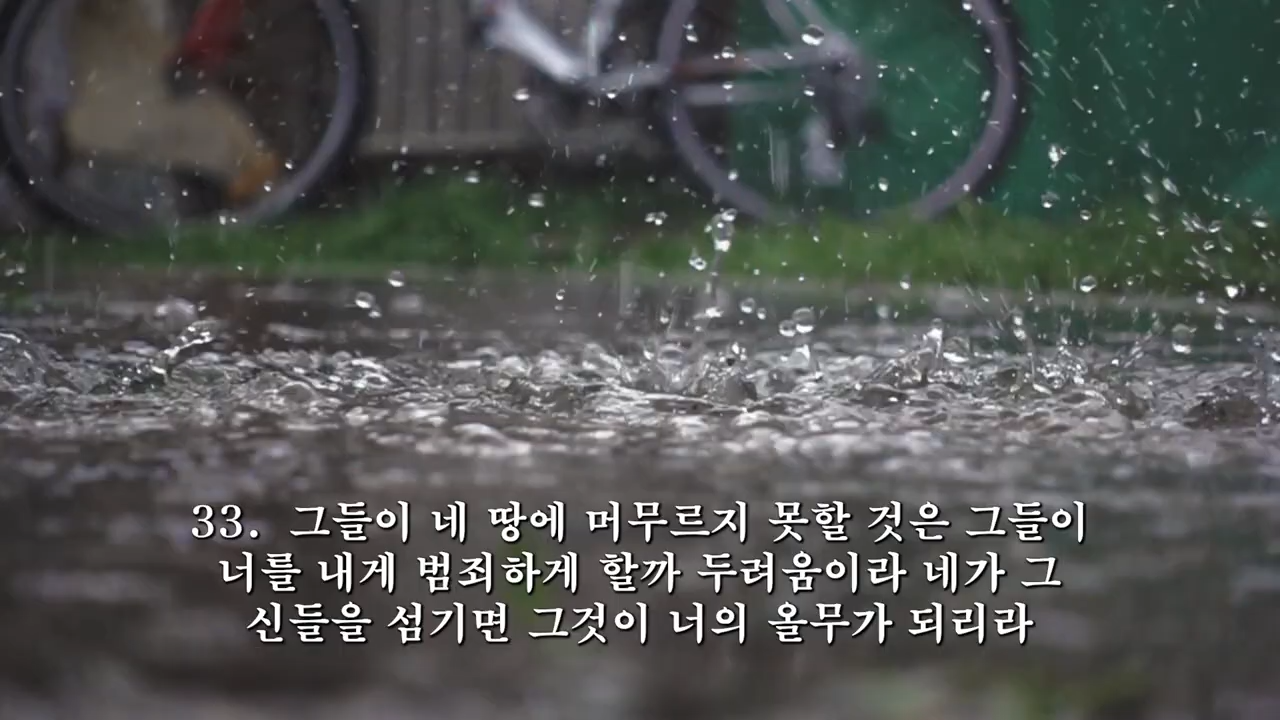 33. 그들이 네 땅에 머무르지 못할 것은 그들이
너를 내게 범죄하게 할까 두려움이라 네가 그
신들을 섬기면 그것이 너의 올무가 되리라